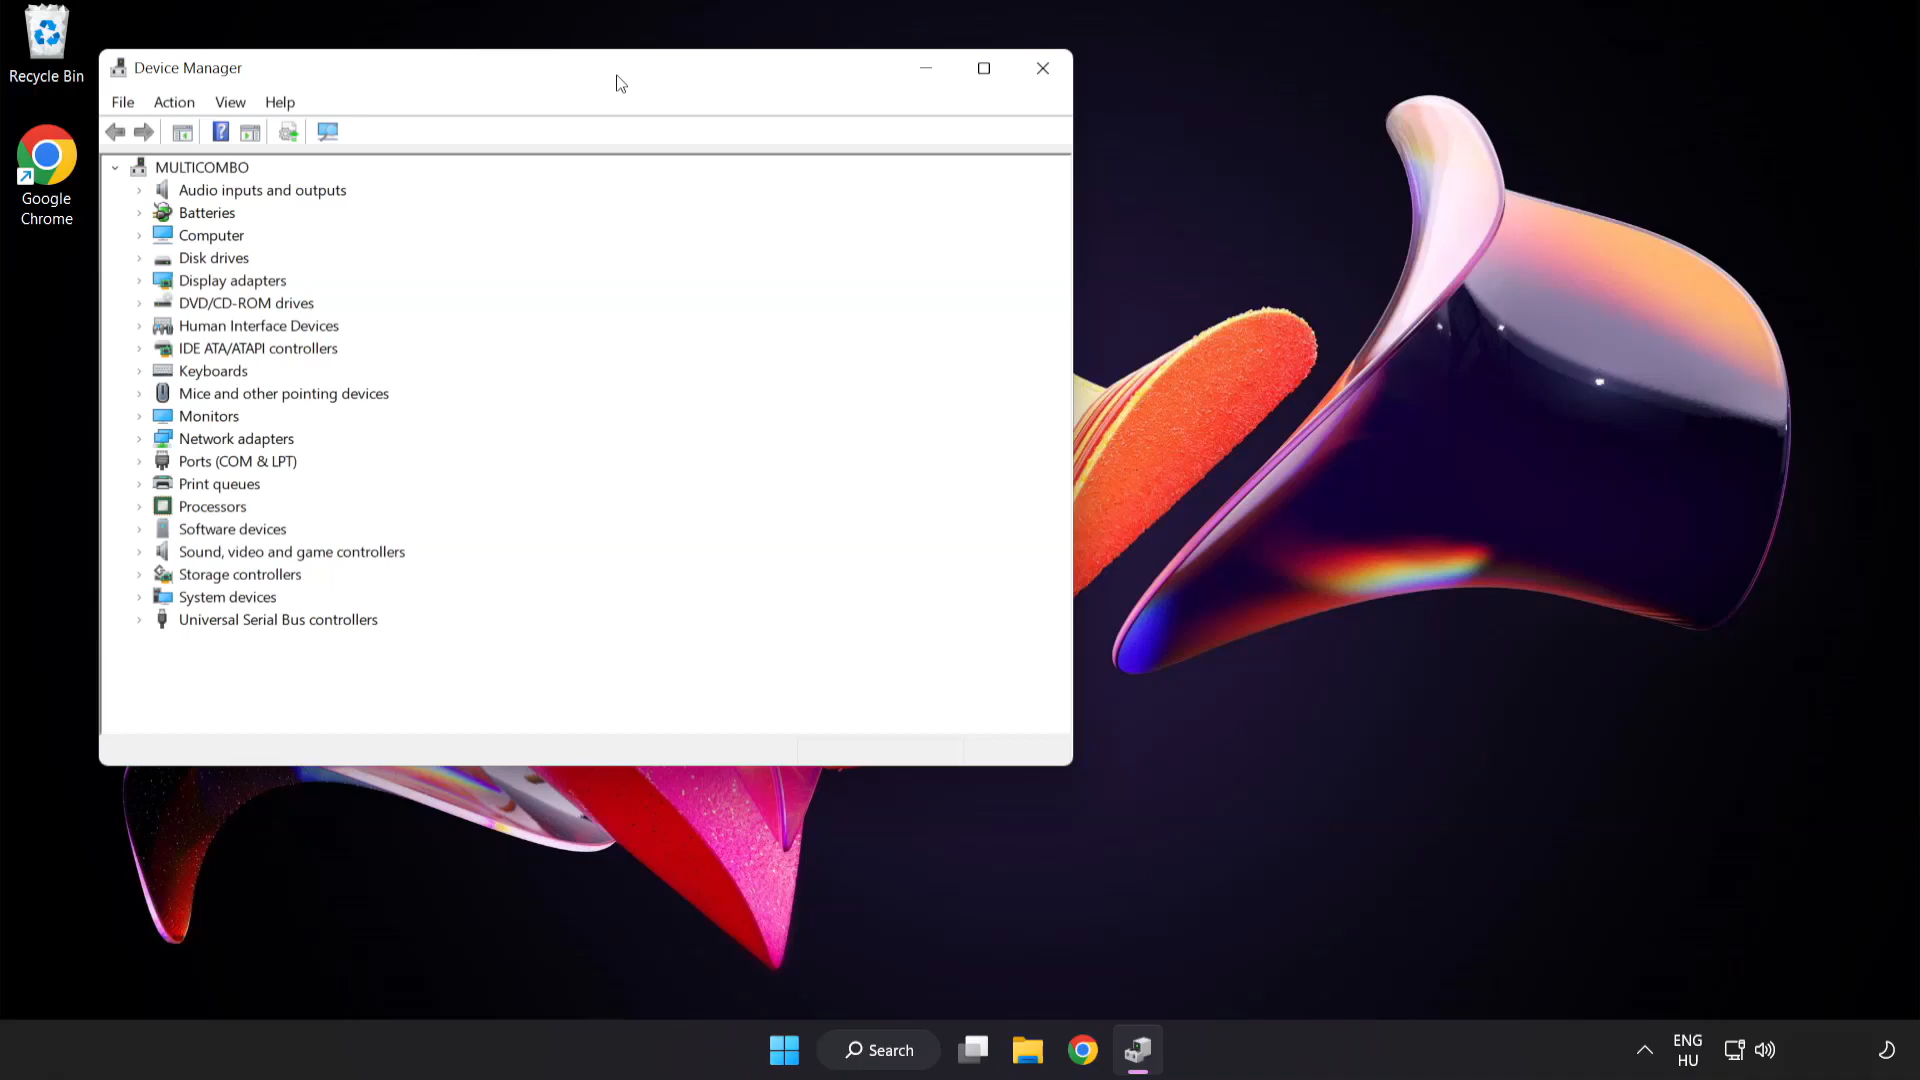 Recycle Bin
Google
Chrome
Device Manager
File Action View Help
MULTICOMBO
Audio inputs and outputs
Batteries
Computer
Disk drives
Display adapters
DVD/CD-ROM drives
Human Interface Devices
IDE ATA/ATAPI controllers
Keyboards
Mice and other pointing devices
Monitors
Network adapters
Ports (COM & LPT)
Print queues
Processors
Software devices
Sound, video and game controllers
Storage controllers
System devices
Universal Serial Bus controllers
Search
ENG
HU